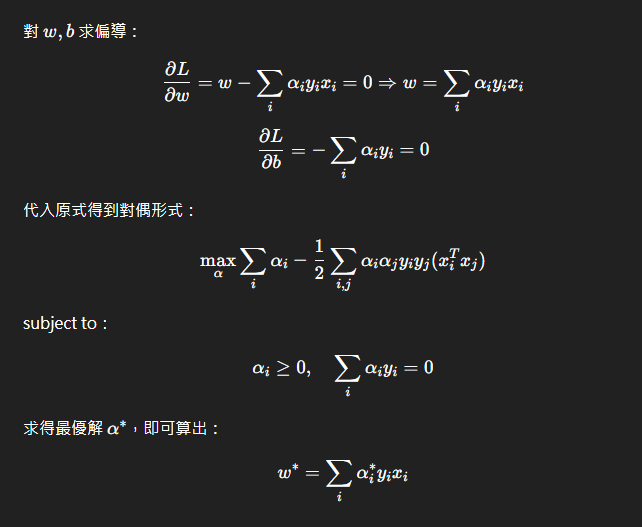 對 w, b 求偏導：
∂L/∂w = w − ∑_i α_i y_i x_i = 0 ⇒ w = ∑_i α_i y_i x_i
∂L/∂b = − ∑_i α_i y_i = 0
代入原式得到對偶形式：
max_α ∑_i α_i − 1/2 ∑_{i,j} α_i α_j y_i y_j (x_i^T x_j)
subject to：
α_i ≥ 0, ∑_i α_i y_i = 0
求得最優解 α*，即可算出：
w* = ∑_i α_i* y_i x_i